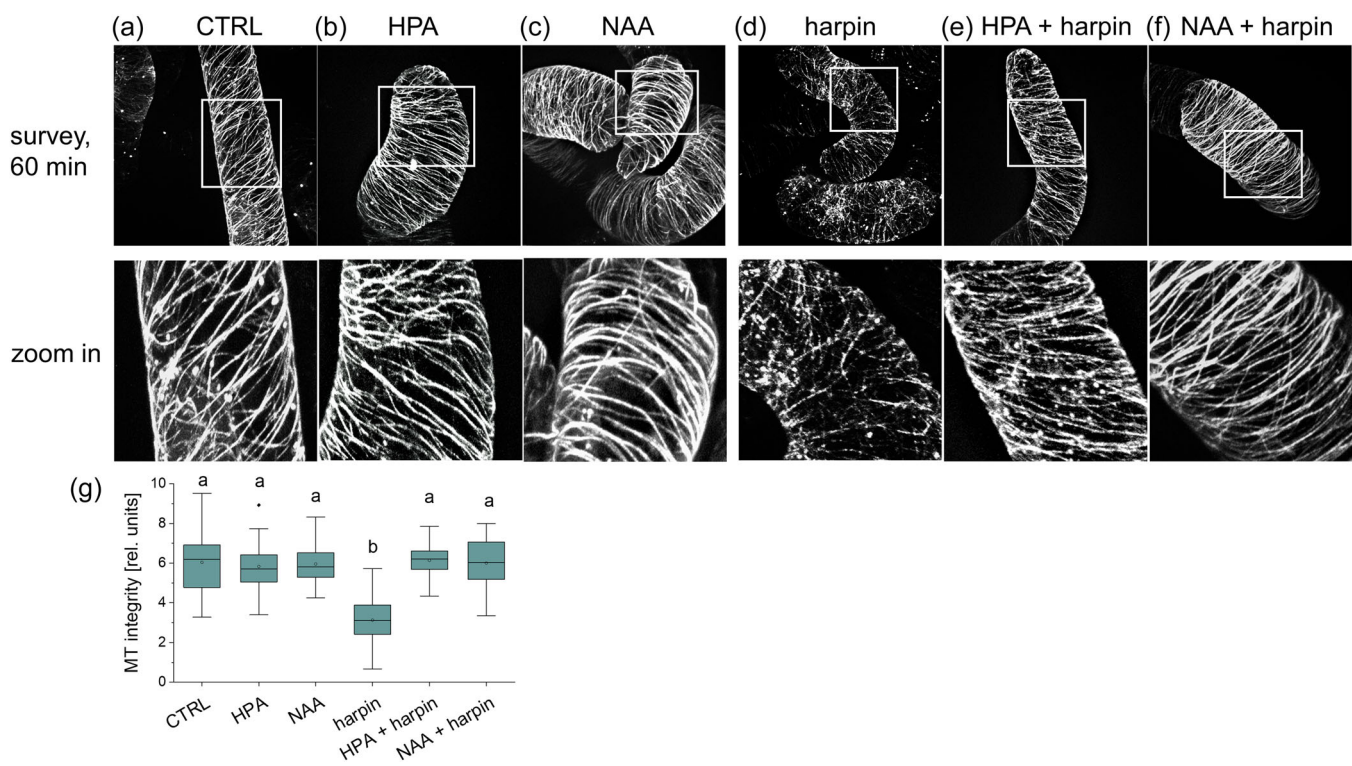 (a) CTRL (b) HPA (c) NAA (d) harpin (e) HPA + harpin (f) NAA + harpin
survey,
60 min
zoom in
(g)
MT integrity [rel. units]
10
8
6
4
2
0
a a a b a a
CTRL HPA NAA harpin HPA + harpin NAA + harpin